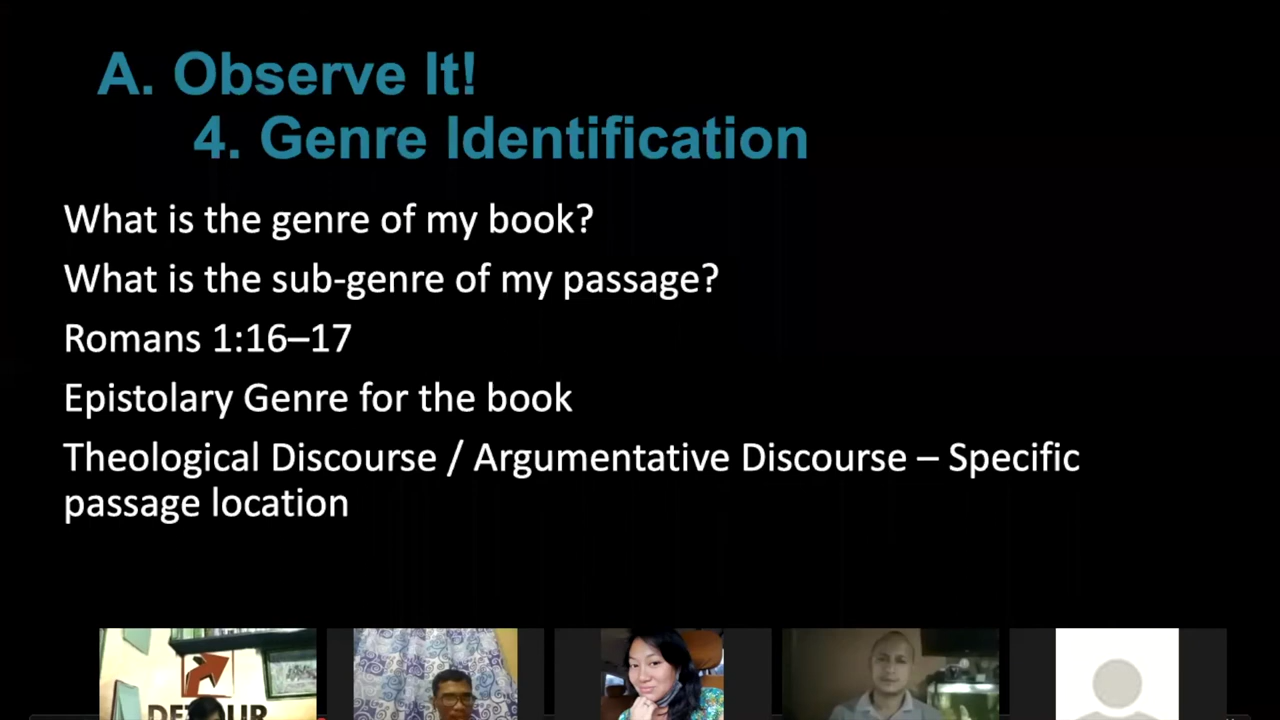 A. Observe It!
4. Genre Identification
What is the genre of my book?
What is the sub-genre of my passage?
Romans 1:16–17
Epistolary Genre for the book
Theological Discourse / Argumentative Discourse – Specific
passage location
DETOUR